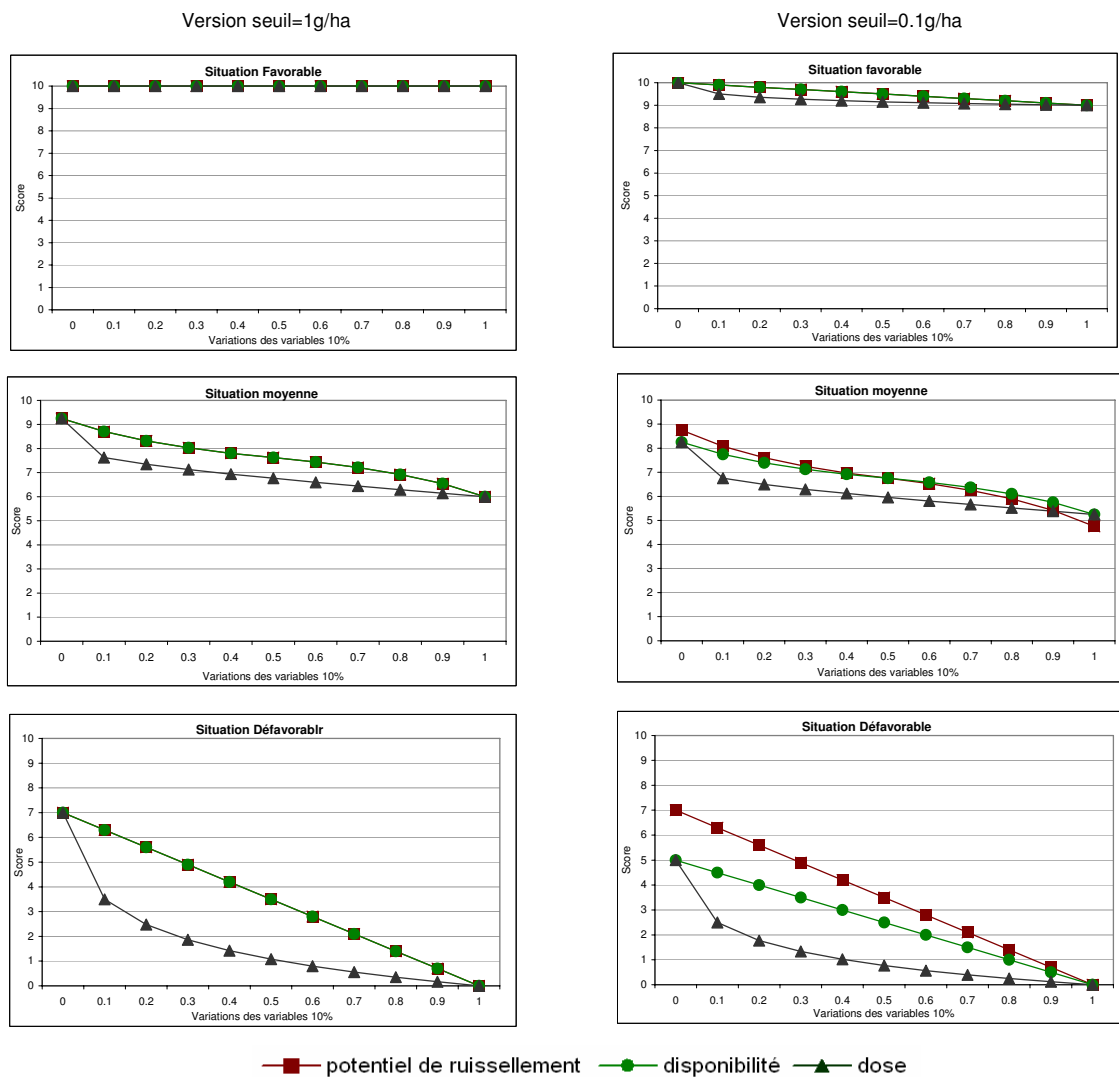 Version seuil=1g/ha
Version seuil=0.1g/ha
Situation Favorable
Score
10
9
8
7
6
5
4
3
2
1
0
0 0.1 0.2 0.3 0.4 0.5 0.6 0.7 0.8 0.9 1
Variations des variables 10%
Situation favorable
Score
10
9
8
7
6
5
4
3
2
1
0
0 0.1 0.2 0.3 0.4 0.5 0.6 0.7 0.8 0.9 1
Variations des variables 10%
Situation moyenne
Score
10
9
8
7
6
5
4
3
2
1
0
0 0.1 0.2 0.3 0.4 0.5 0.6 0.7 0.8 0.9 1
Variations des variables 10%
Situation moyenne
Score
10
9
8
7
6
5
4
3
2
1
0
0 0.1 0.2 0.3 0.4 0.5 0.6 0.7 0.8 0.9 1
Variations des variables 10%
Situation Défavorablr
Score
10
9
8
7
6
5
4
3
2
1
0
0 0.1 0.2 0.3 0.4 0.5 0.6 0.7 0.8 0.9 1
Variations des variables 10%
Situation Défavorable
Score
10
9
8
7
6
5
4
3
2
1
0
0 0.1 0.2 0.3 0.4 0.5 0.6 0.7 0.8 0.9 1
Variations des variables 10%
potentiel de ruissellement disponibilité dose